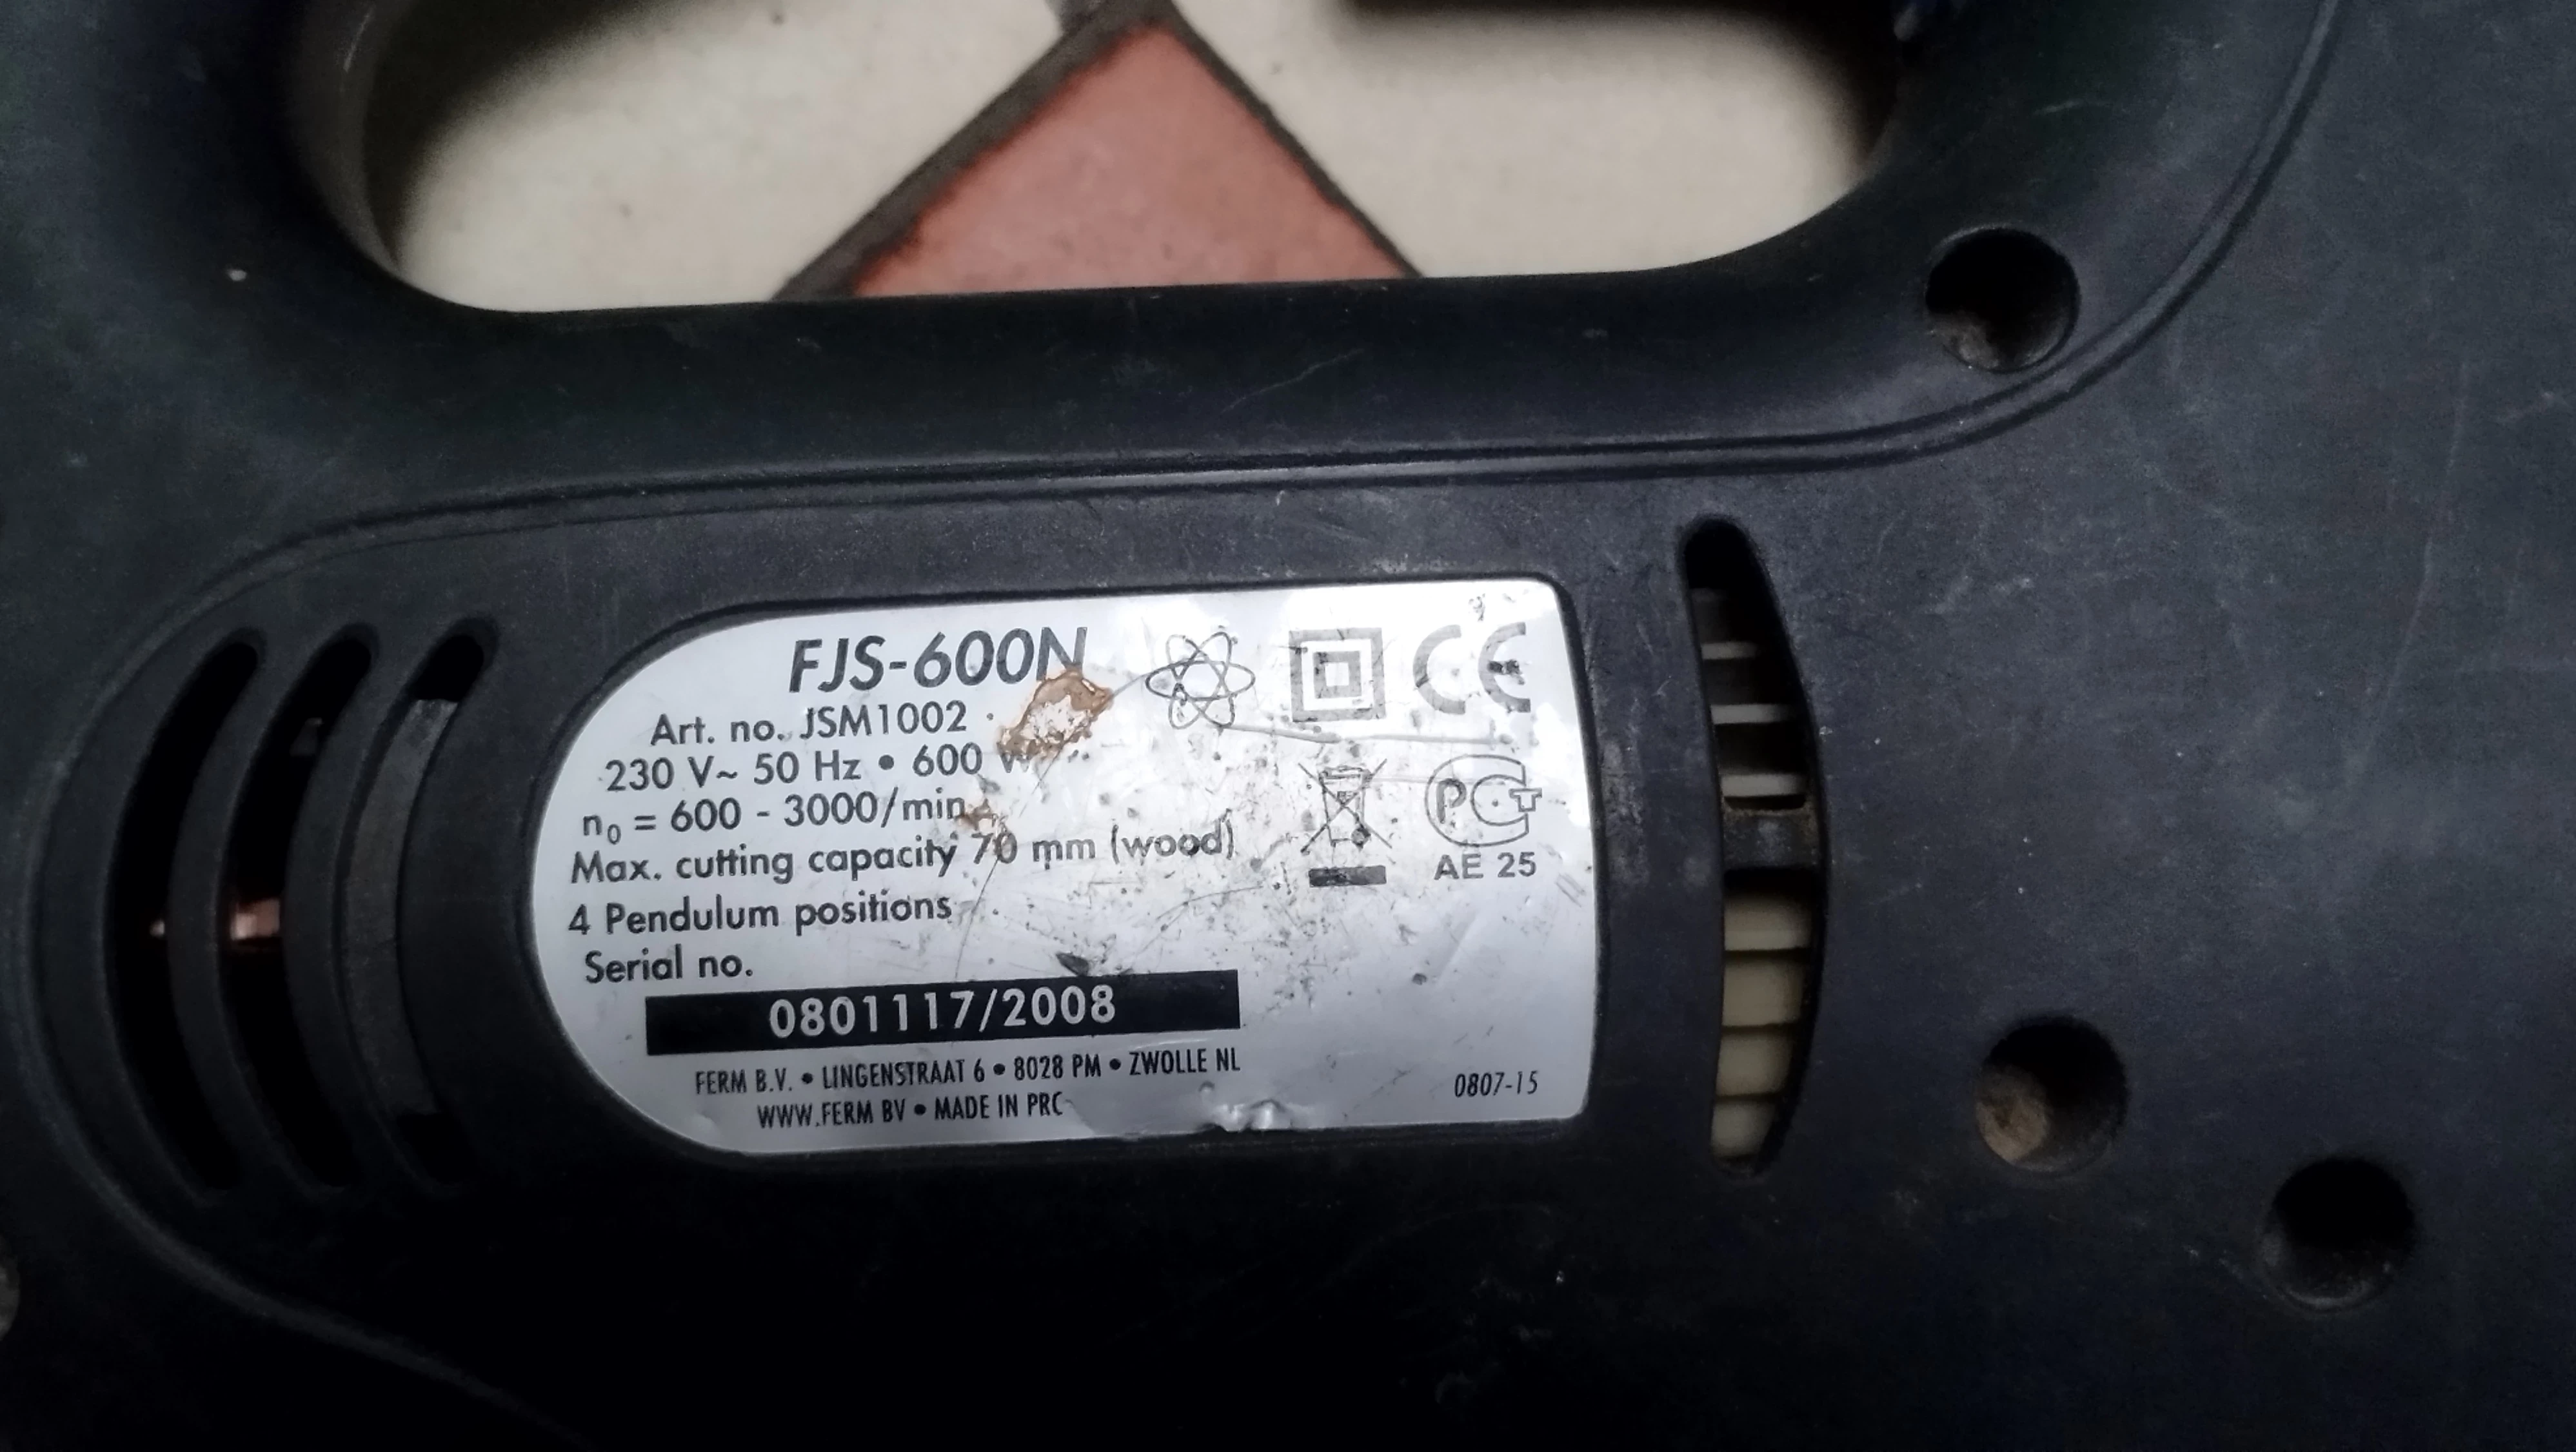 FJS-600N
Art. no. JSM1002
230 V~ 50 Hz • 600 W
n₀ = 600 - 3000/min
Max. cutting capacity 70 mm (wood)
4 Pendulum positions
Serial no.
0801117/2008
FERM B.V. • LINGENSTRAAT 6 • 8028 PM • ZWOLLE NL
WWW.FERM BV • MADE IN PRC
CE
PCT
AE 25
0807-15